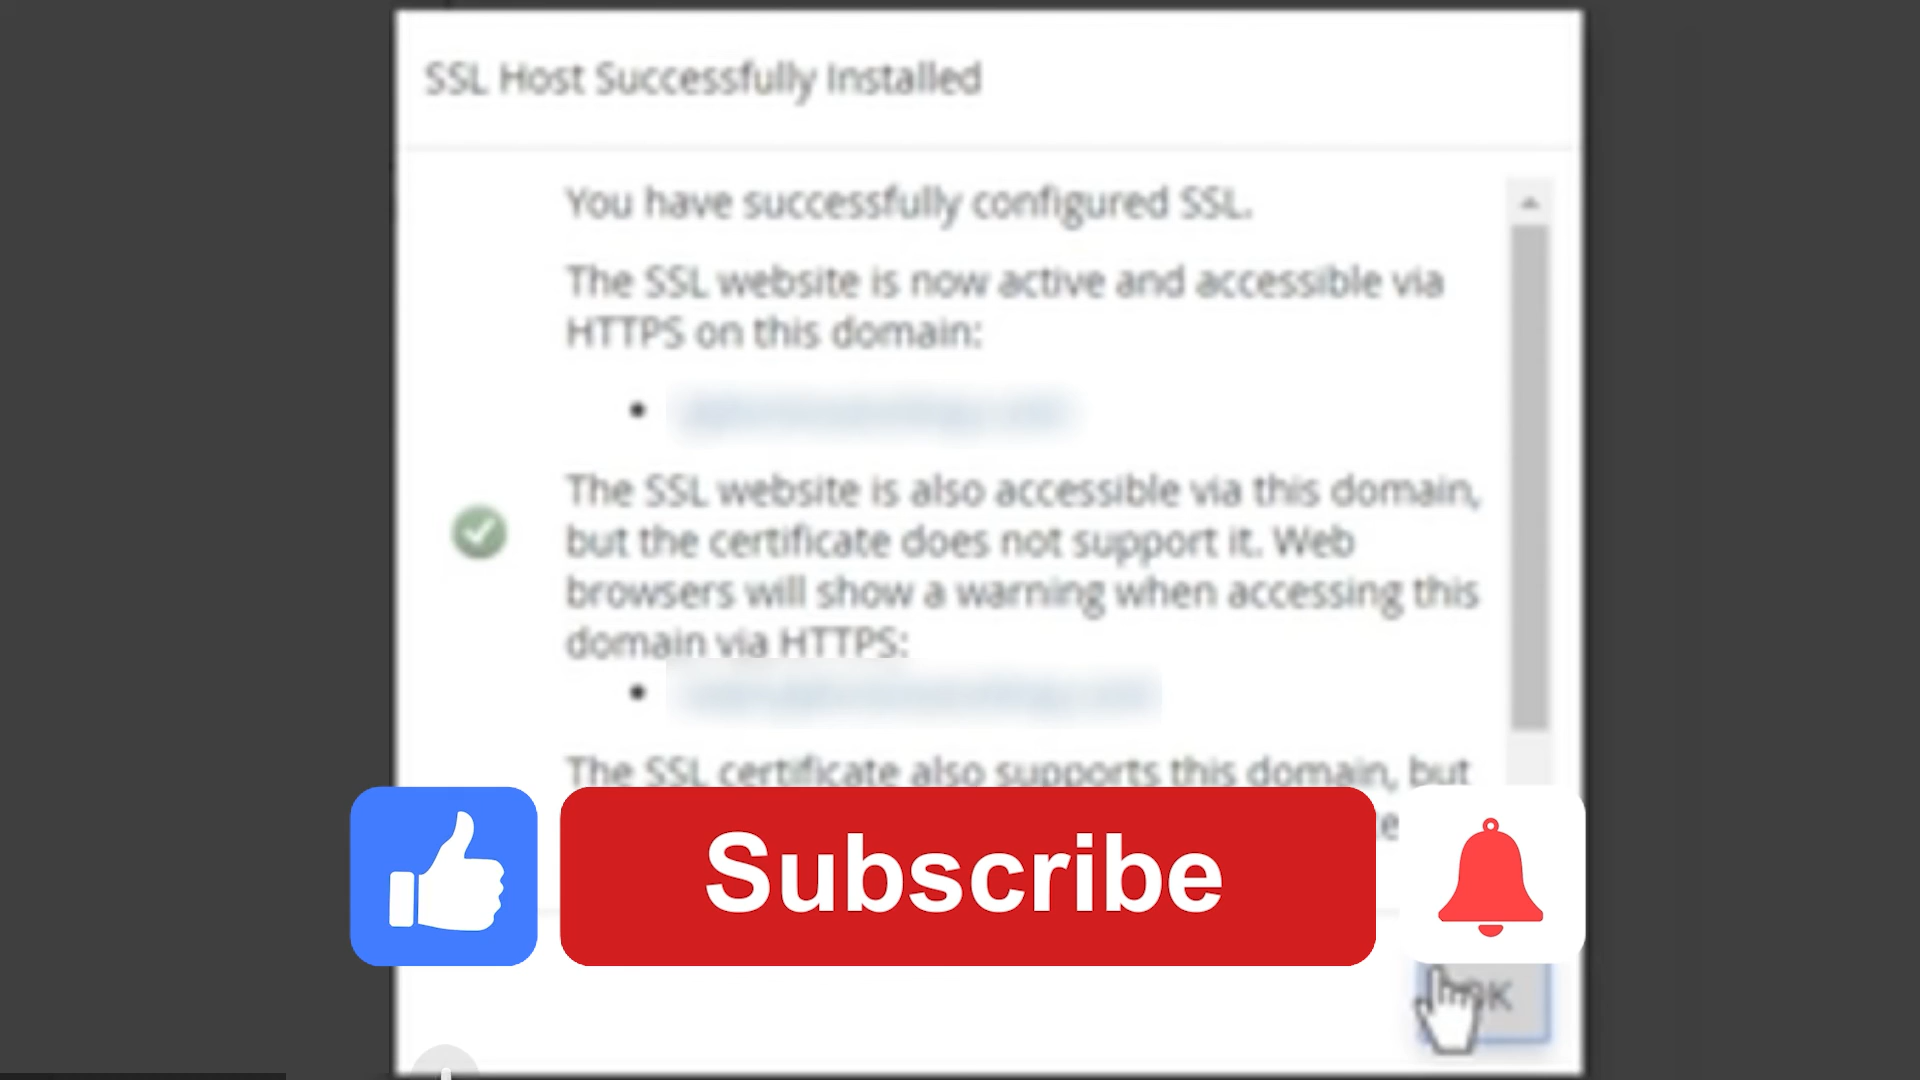 SSL Host Successfully Installed
You have successfully configured SSL.
The SSL website is now active and accessible via
HTTPS on this domain:
The SSL website is also accessible via this domain,
but the certificate does not support it. Web
browsers will show a warning when accessing this
domain via HTTPS:
The SSL certificate also supports this domain, but
Subscribe
OK